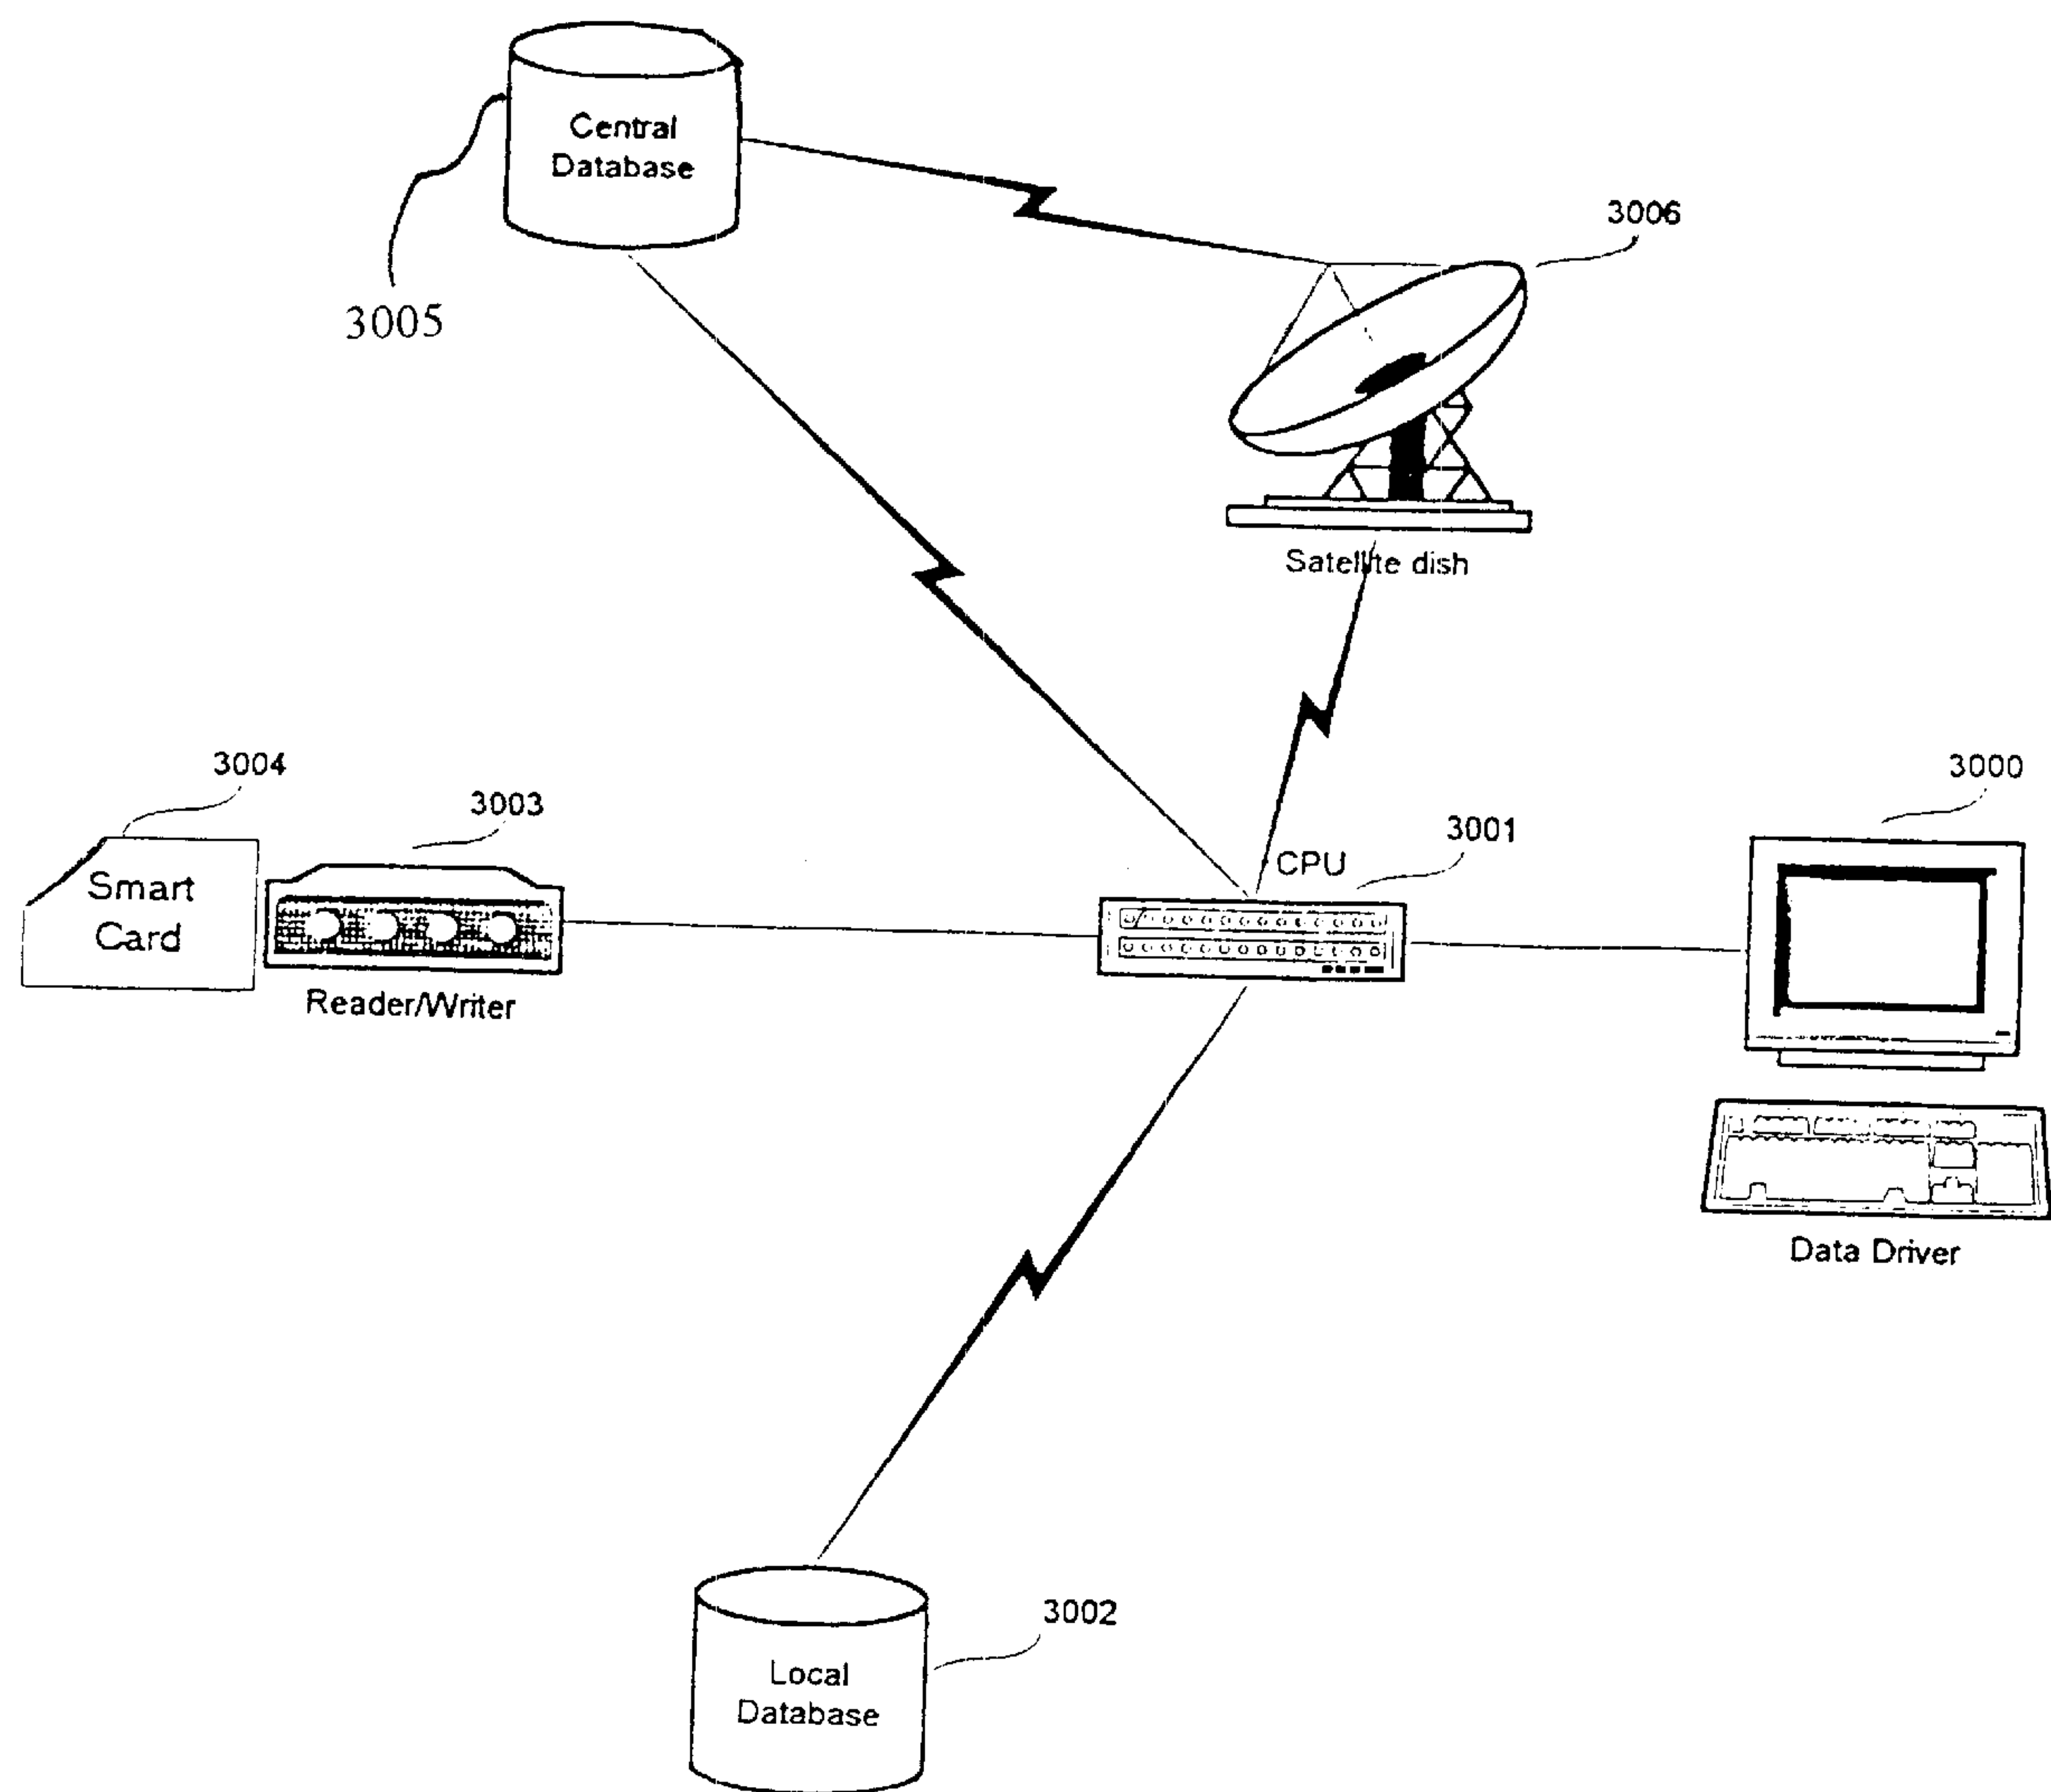 Central
Database
3005
3006
Satellite dish
3004
Smart
Card
3003
Reader/Writer
CPU
3001
3000
Data Driver
3002
Local
Database